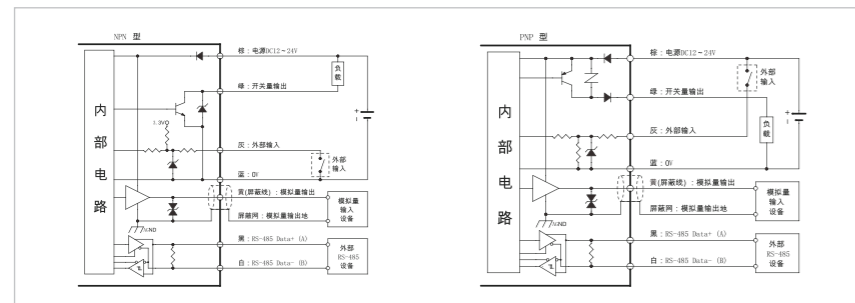 NPN 型
内部电路
棕：电源DC12~24V
负载
绿：开关量输出
+
-
3.3V
灰：外部输入
外部
输入
蓝：0V
黄(屏蔽线)：模拟量输出
屏蔽网：模拟量输出地
模拟量
输入
设备
黑：RS-485 Data+ (A)
白：RS-485 Data- (B)
外部
RS-485
设备
PNP 型
内部电路
棕：电源DC12~24V
外部
输入
绿：开关量输出
+
-
负载
灰：外部输入
蓝：0V
黄(屏蔽线)：模拟量输出
屏蔽网：模拟量输出地
模拟量
输入
设备
黑：RS-485 Data+ (A)
白：RS-485 Data- (B)
外部
RS-485
设备